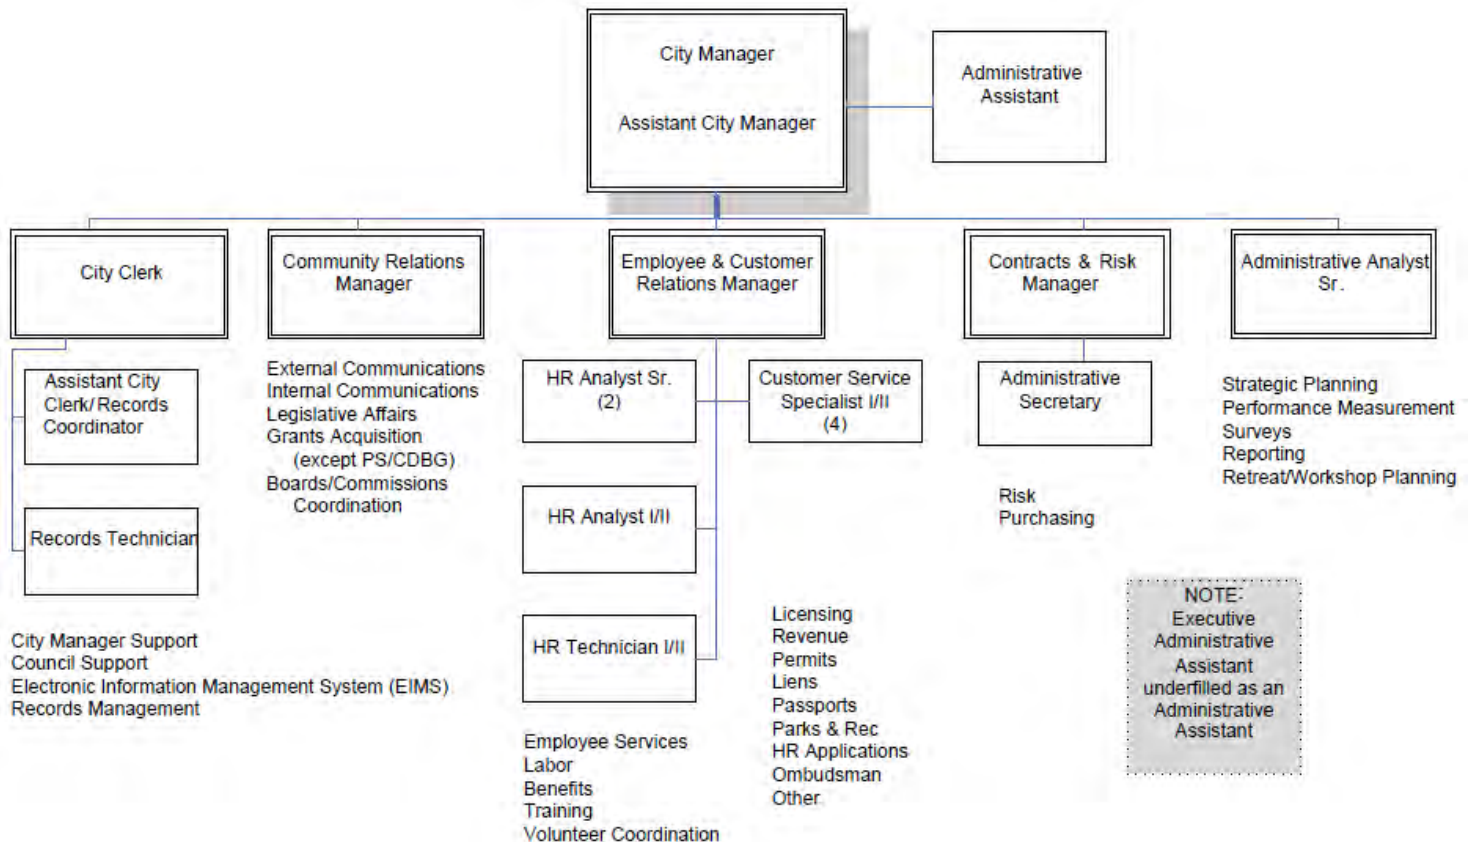 City Manager
Assistant City Manager
Administrative
Assistant
City Clerk
Community Relations
Manager
Employee & Customer
Relations Manager
Contracts & Risk
Manager
Administrative Analyst
Sr.
Assistant City
Clerk/Records
Coordinator
Records Technician
City Manager Support
Council Support
Electronic Information Management System (EIMS)
Records Management
External Communications
Internal Communications
Legislative Affairs
Grants Acquisition
(except PS/CDBG)
Boards/Commissions
Coordination
HR Analyst Sr.
(2)
HR Analyst I/II
HR Technician I/II
Employee Services
Labor
Benefits
Training
Volunteer Coordination
Customer Service
Specialist I/II
(4)
Licensing
Revenue
Permits
Liens
Passports
Parks & Rec
HR Applications
Ombudsman
Other
Administrative
Secretary
Risk
Purchasing
Strategic Planning
Performance Measurement
Surveys
Reporting
Retreat/Workshop Planning
NOTE:
Executive
Administrative
Assistant
underfilled as an
Administrative
Assistant